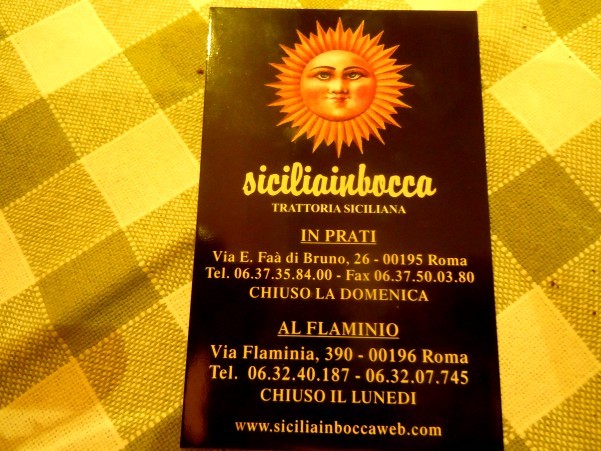 siciliainbocca
TRATTORIA SICILIANA
IN PRATI
Via E. Faà di Bruno, 26 - 00195 Roma
Tel. 06.37.35.84.00 - Fax 06.37.50.03.80
CHIUSO LA DOMENICA
AL FLAMINIO
Via Flaminia, 390 - 00196 Roma
Tel. 06.32.40.187 - 06.32.07.745
CHIUSO IL LUNEDI
www.siciliainboccaweb.com